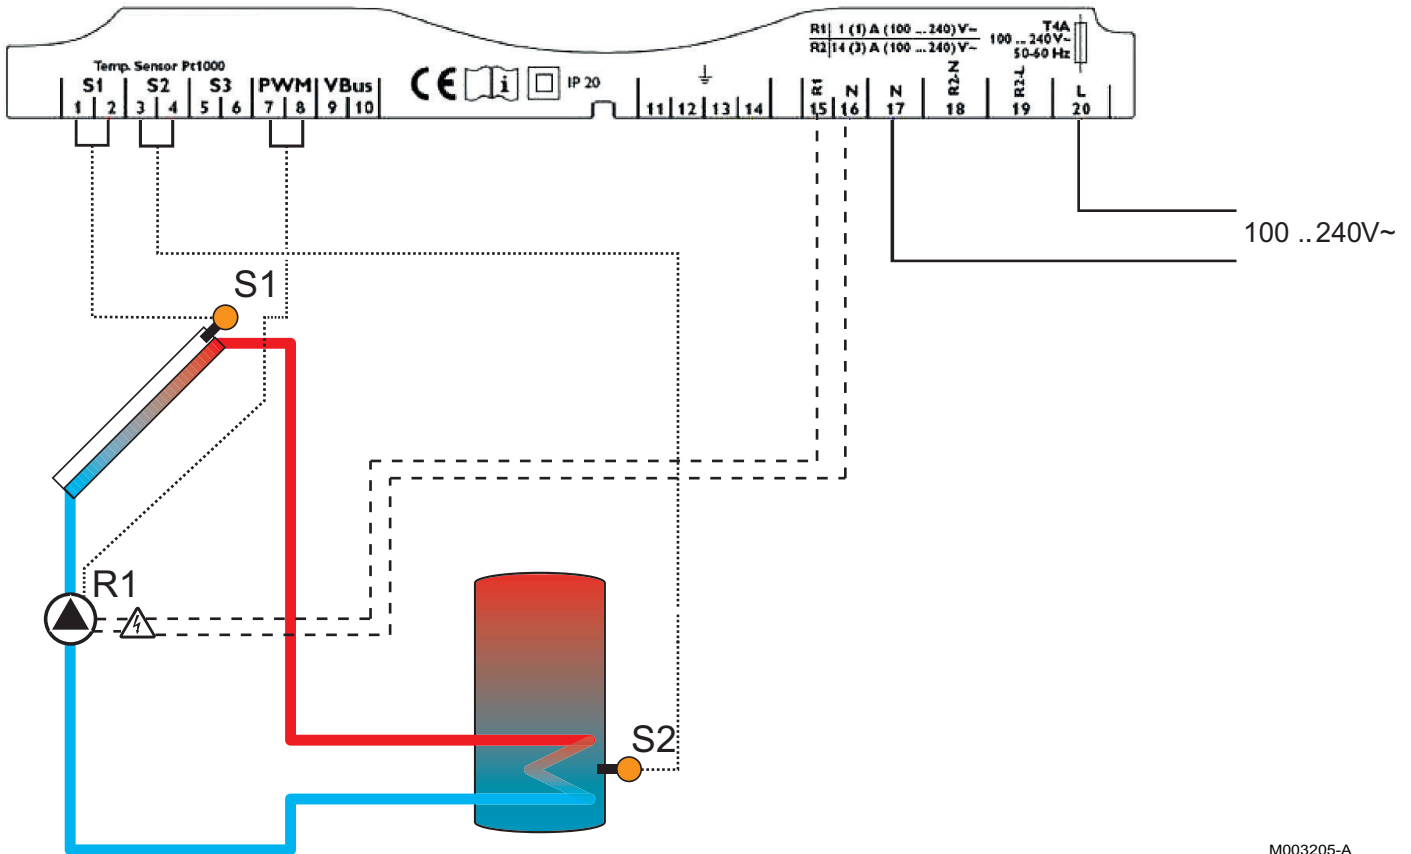 R1 1 (1) A (100 ... 240) V~
R2 14 (3) A (100 ... 240) V~
T4A
100 ... 240 V~
50-60 Hz
Temp. Sensor Pt1000
S1 S2 S3 PWM VBus
1 2 3 4 5 6 7 8 9 10
CE i IP 20
11 12 13 14
R1 N N R2-N R2-L L
15 16 17 18 19 20
100 ..240V~
S1
R1
S2
M003205-A